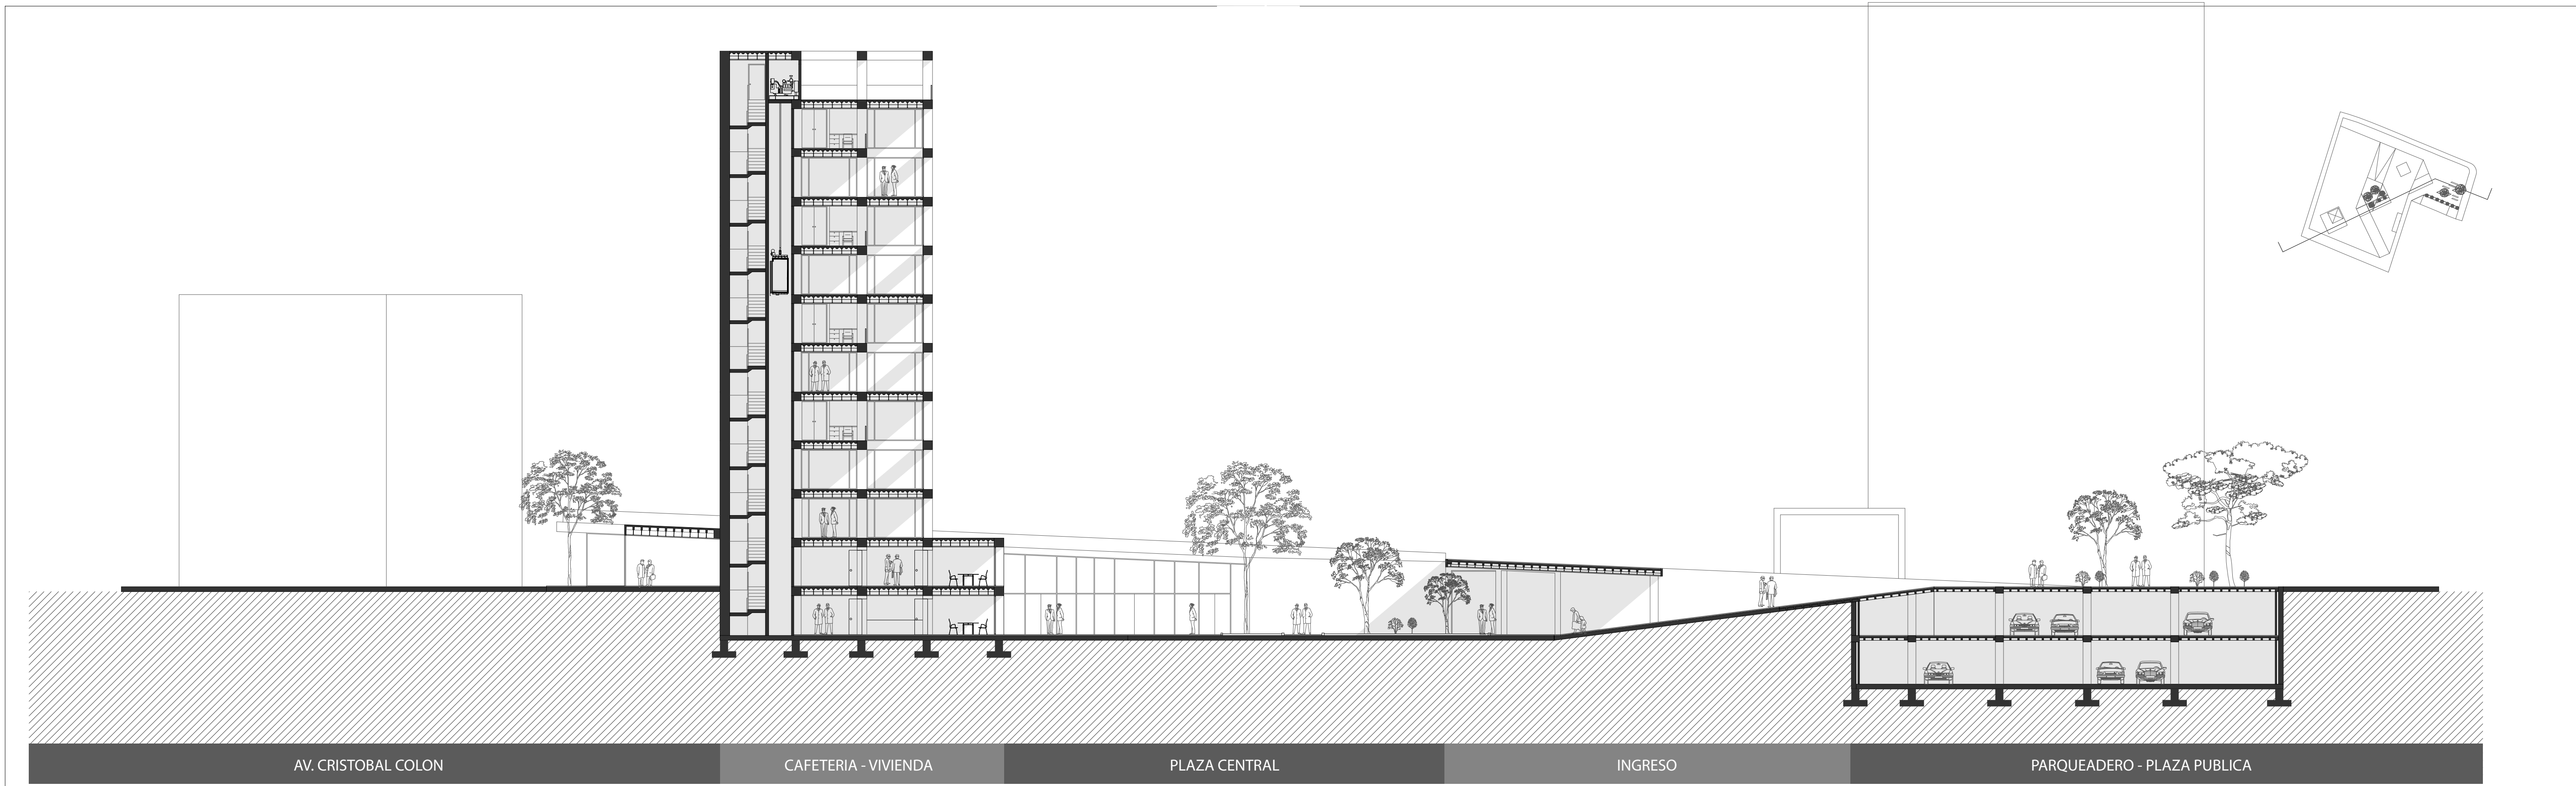 AV. CRISTOBAL COLON
CAFETERIA - VIVIENDA
PLAZA CENTRAL
INGRESO
PARQUEADERO - PLAZA PUBLICA